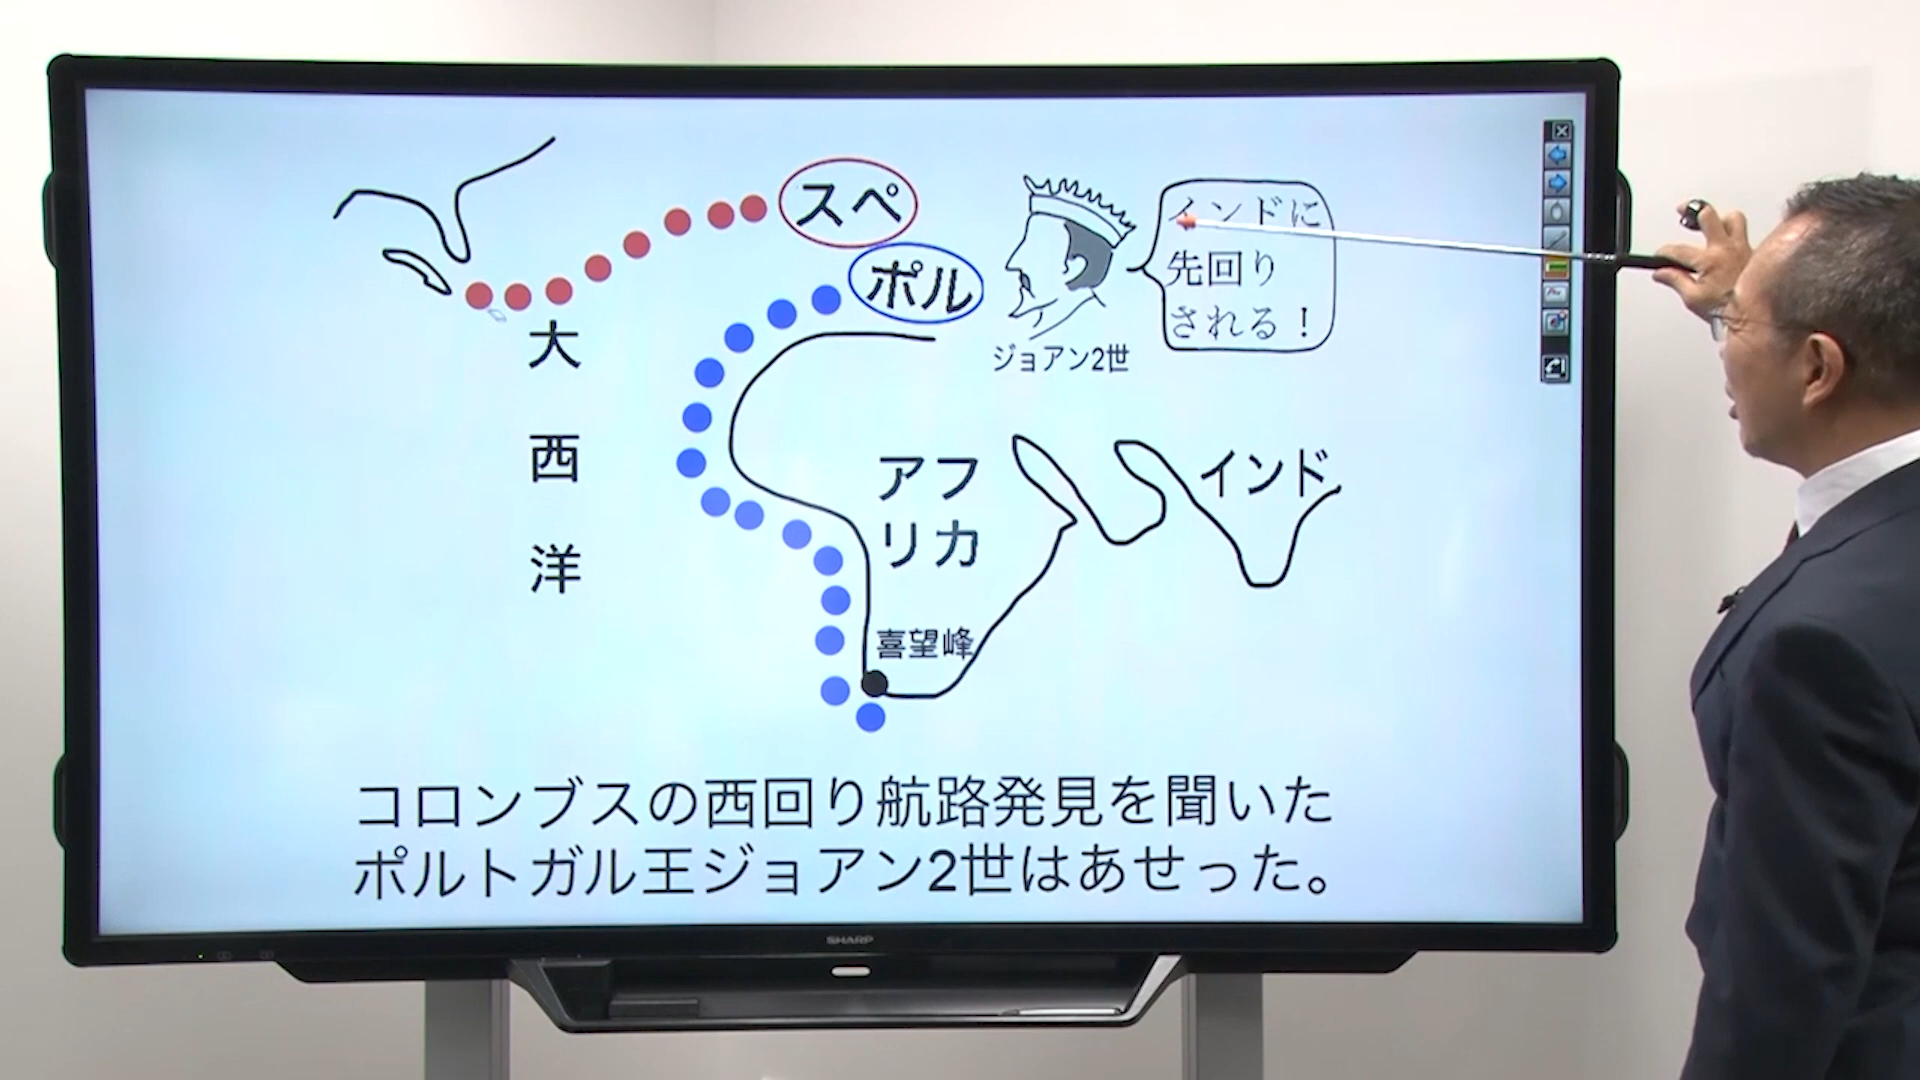 スペ
ポル
インドに
先回り
される！
ジョアン2世
大
西
洋
アフ
リカ
インド
喜望峰
コロンブスの西回り航路発見を聞いた
ポルトガル王ジョアン2世はあせった。
SHARP